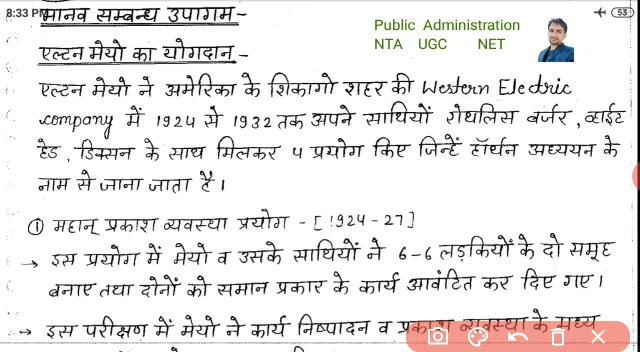 8:33 PM
मानव सम्बन्ध उपागम-
53
Public Administration
NTA UGC NET
एल्टन मेयो का योगदान -
एल्टन मेयो ने अमेरिका के शिकागो शहर की Western Electric
company में 1924 से 1932 तक अपने साथियों रोथलिस बर्जर, व्हाईट
हेड, डिक्सन के साथ मिलकर 4 प्रयोग किए जिन्हें हॉर्थन अध्ययन के
नाम से जाना जाता है।
① महान् प्रकाश व्यवस्था प्रयोग - [1924-27]
→ इस प्रयोग में मेयो व उसके साथियों ने 6-6 लड़कियों के दो समूह
बनाए तथा दोनों को समान प्रकार के कार्य आवंटित कर दिए गए।
→ इस परीक्षण में मेयो ने कार्य निष्पादन व प्रकाश व्यवस्था के मध्य